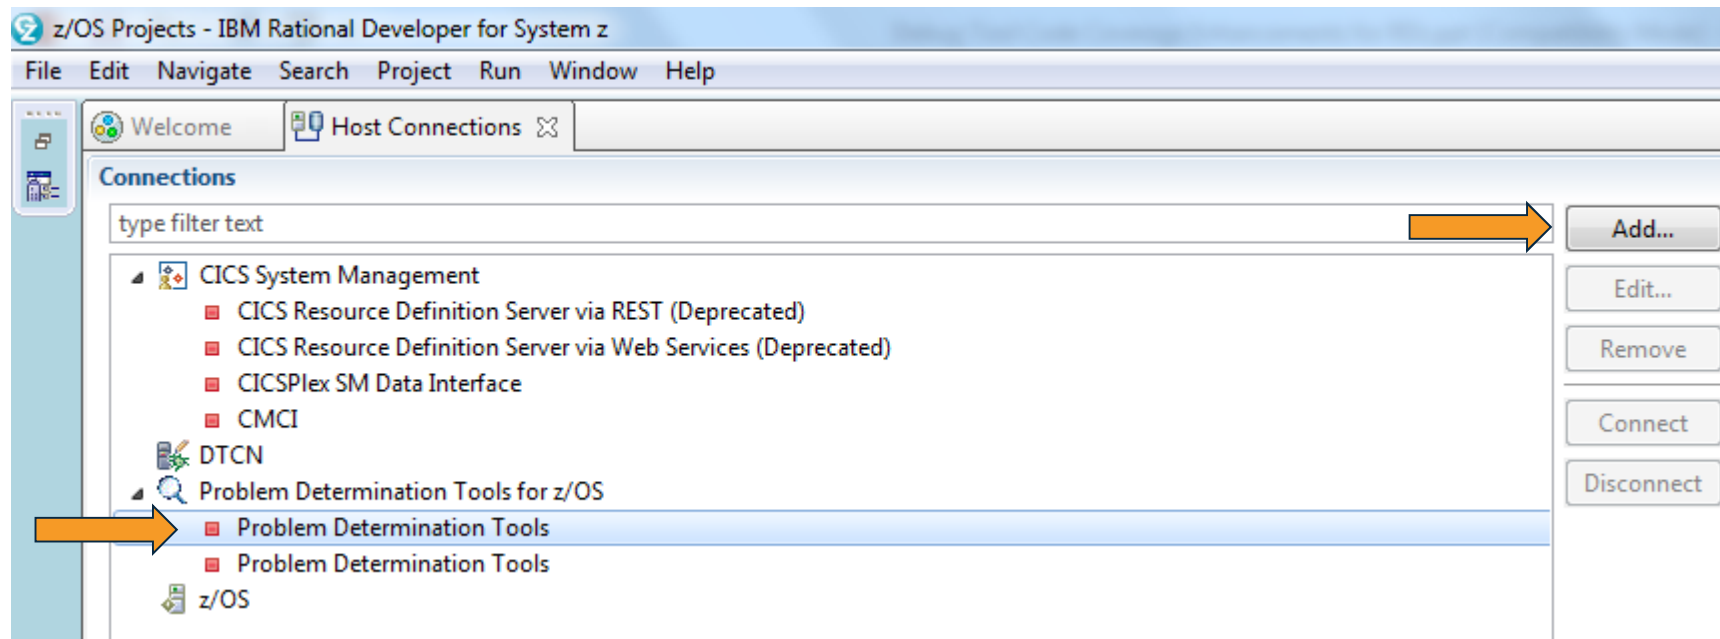 z/OS Projects - IBM Rational Developer for System z
File Edit Navigate Search Project Run Window Help
Welcome Host Connections
Connections
type filter text
Add...
CICS System Management
Edit...
CICS Resource Definition Server via REST (Deprecated)
CICS Resource Definition Server via Web Services (Deprecated)
Remove
CICSPlex SM Data Interface
CMCI
Connect
DTCN
Problem Determination Tools for z/OS
Disconnect
Problem Determination Tools
Problem Determination Tools
z/OS